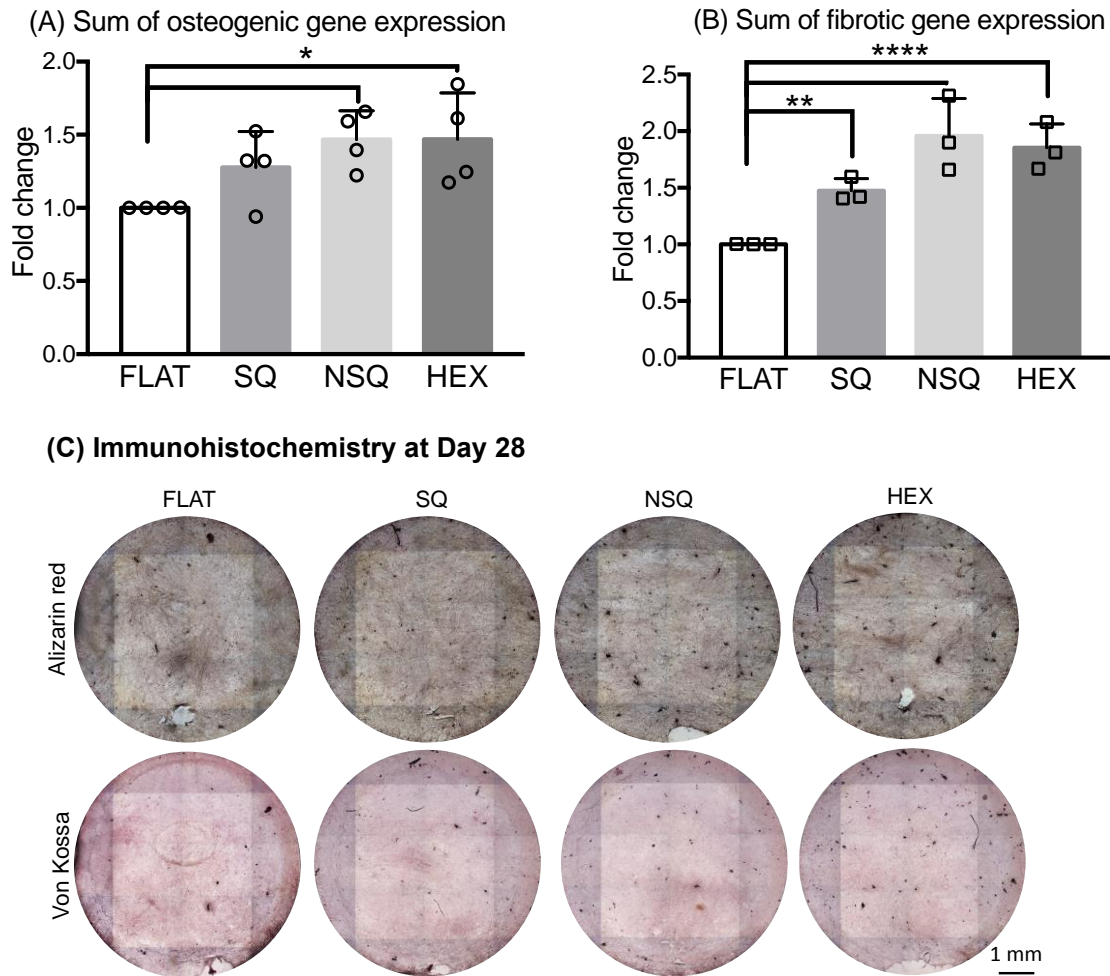 (A) Sum of osteogenic gene expression
*
Fold change
2.0
1.5
1.0
0.5
0.0
FLAT SQ NSQ HEX
(B) Sum of fibrotic gene expression
****
**
Fold change
2.5
2.0
1.5
1.0
0.5
0.0
FLAT SQ NSQ HEX
(C) Immunohistochemistry at Day 28
FLAT SQ NSQ HEX
Alizarin red
Von Kossa
1 mm